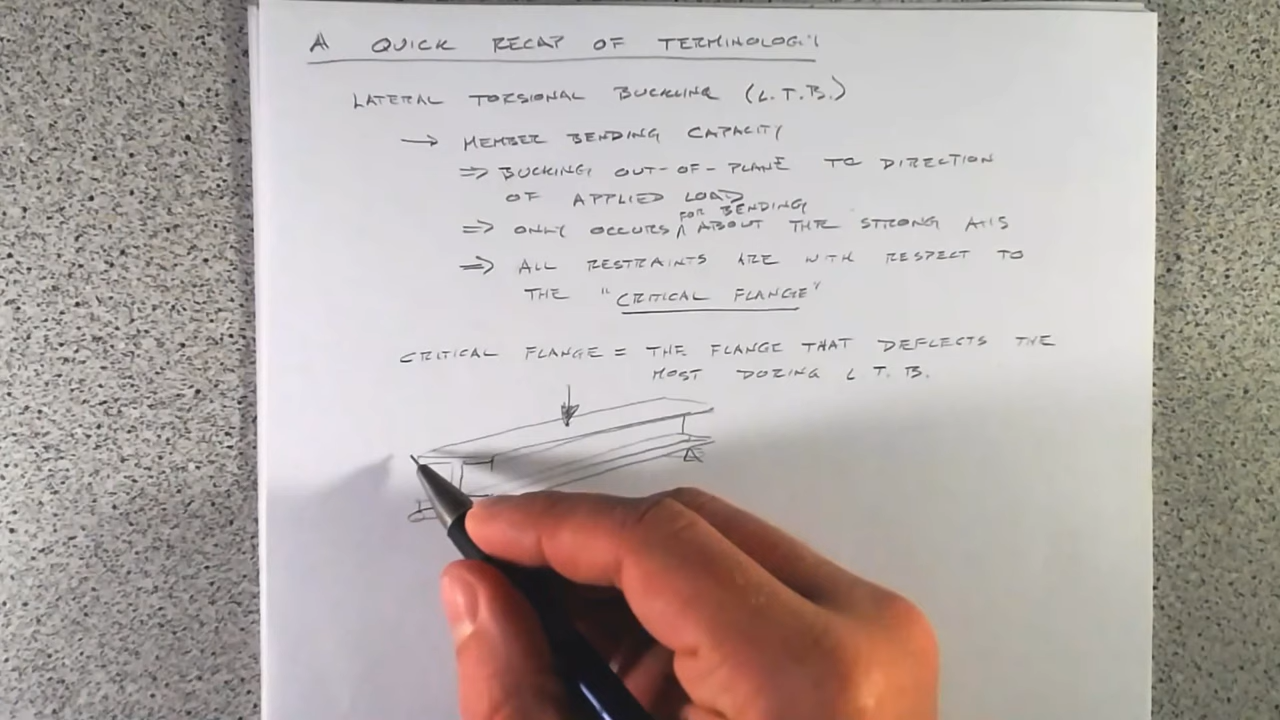 A QUICK RECAP OF TERMINOLOGY
LATERAL TORSIONAL BUCKLING (L.T.B.)
→ MEMBER BENDING CAPACITY
⇒ BUCKING OUT-OF-PLANE TO DIRECTION
OF APPLIED LOAD
FOR BENDING
⇒ ONLY OCCURS ^ ABOUT THE STRONG AXIS
⇒ ALL RESTRAINTS ARE WITH RESPECT TO
THE "CRITICAL FLANGE"
CRITICAL FLANGE = THE FLANGE THAT DEFLECTS THE
MOST DURING L.T.B.